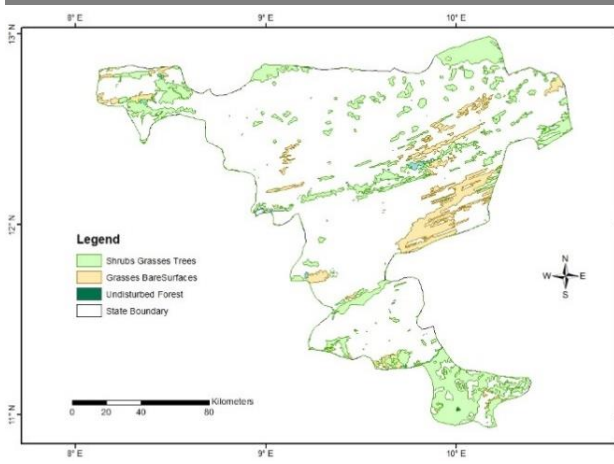 8° E 9° E 10° E
13° N
12° N
11° N
Legend
Shrubs Grasses Trees
Grasses BareSurfaces
Undisturbed Forest
State Boundary
N
W E
S
0 20 40 80 Kilometers
8° E 9° E 10° E